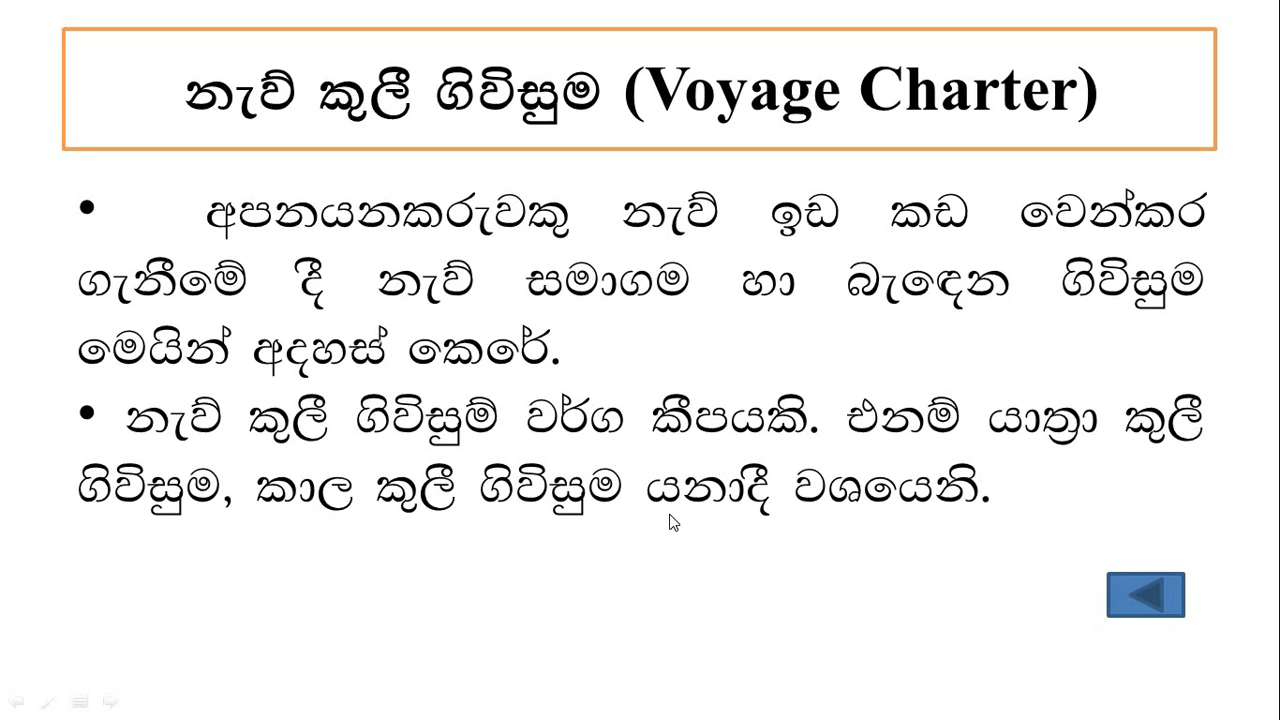 නැව් කුලී ගිවිසුම (Voyage Charter)
• අපනයනකරුවකු නැව් ඉඩ කඩ වෙන්කර
ගැනීමේ දී නැව් සමාගම හා බැඳෙන ගිවිසුම
මෙයින් අදහස් කෙරේ.
• නැව් කුලී ගිවිසුම් වර්ග කීපයකි. එනම් යාත්‍රා කුලී
ගිවිසුම, කාල කුලී ගිවිසුම යනාදී වශයෙනි.